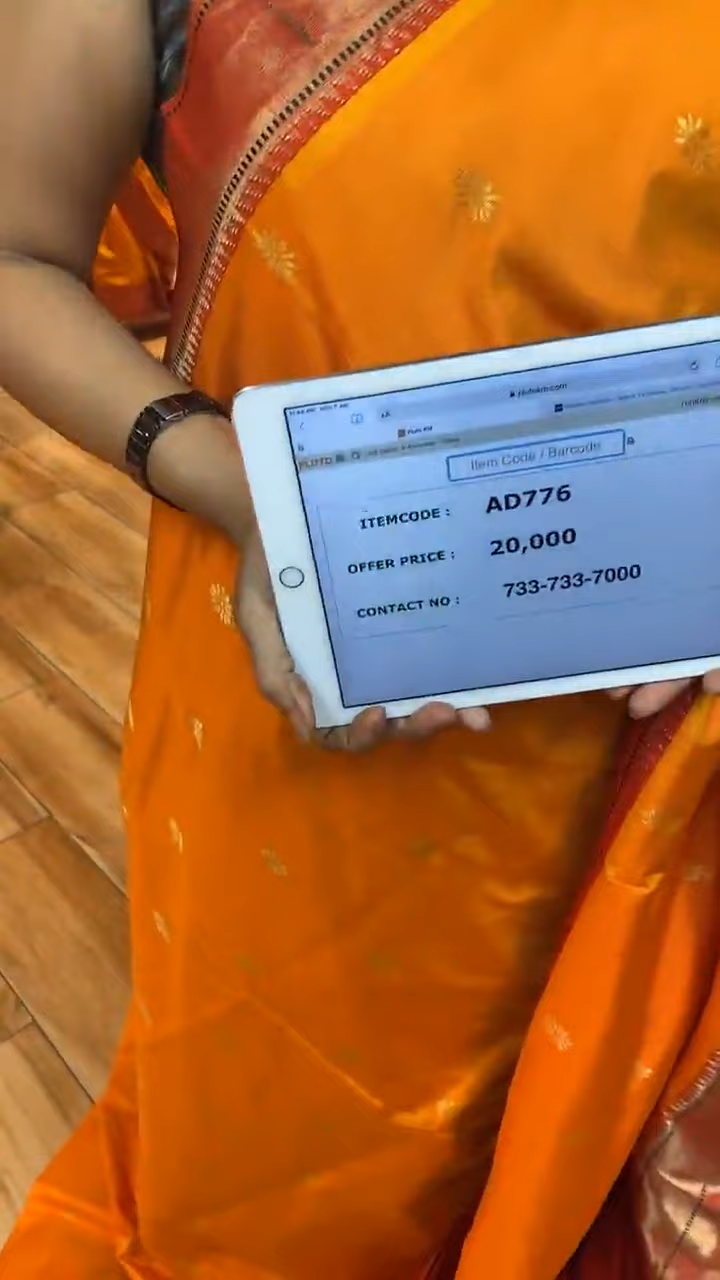 Item Code / Barcode
ITEMCODE : AD776
OFFER PRICE : 20,000
CONTACT NO : 733-733-7000